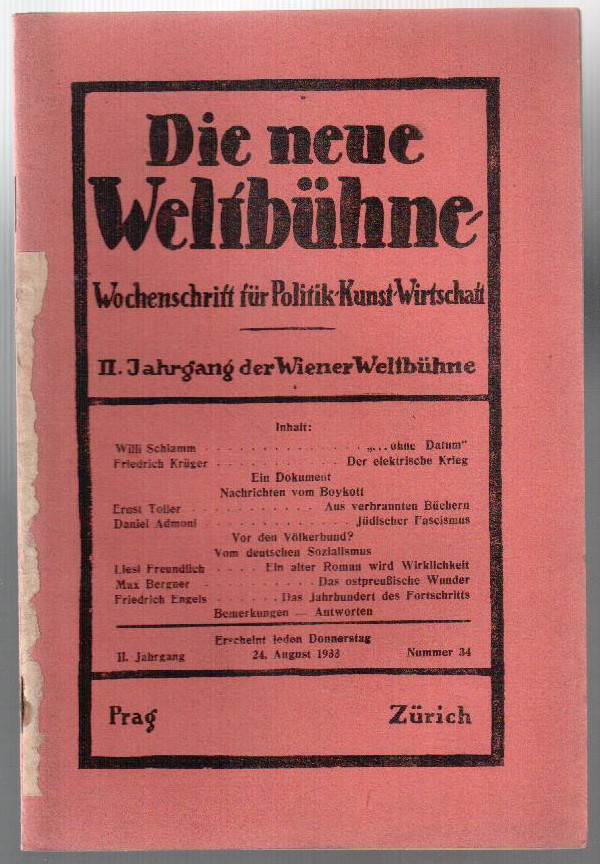 Die neue
Weltbühne
Wochenschrift für Politik·Kunst·Wirtschaft
II. Jahrgang der Wiener Weltbühne
Inhalt:
Willi Schlamm . . . . . . . . . . . . . . „... ohne Datum“
Friedrich Krüger . . . . . . . . . . . Der elektrische Krieg
Ein Dokument
Nachrichten vom Boykott
Ernst Toller . . . . . . . . . . . Aus verbrannten Büchern
Daniel Admoni . . . . . . . . . . . . . Jüdischer Fascismus
Vor den Völkerbund?
Vom deutschen Sozialismus
Liesl Freundlich . . . . Ein alter Roman wird Wirklichkeit
Max Bergner . . . . . . . . . . Das ostpreußische Wunder
Friedrich Engels . . . . . . Das Jahrhundert des Fortschritts
Bemerkungen — Antworten
Erscheint jeden Donnerstag
II. Jahrgang 24. August 1933 Nummer 34
Prag Zürich